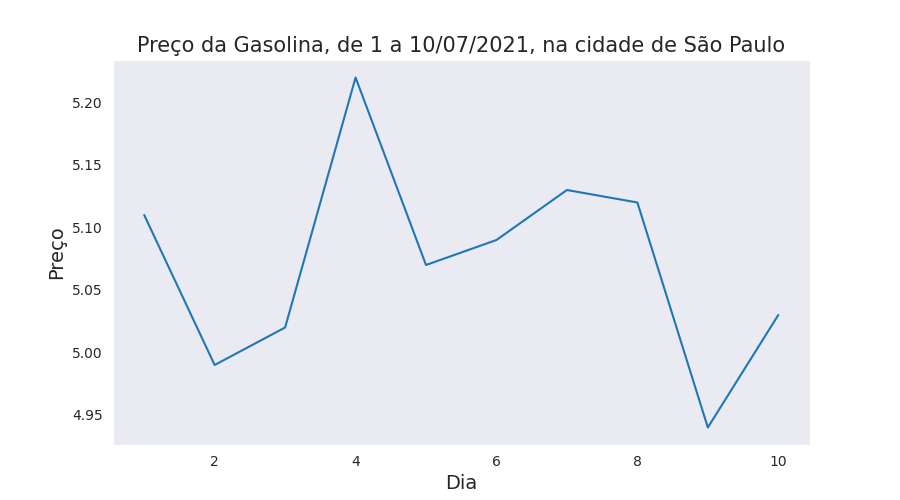 Preço da Gasolina, de 1 a 10/07/2021, na cidade de São Paulo
5.20
5.15
5.10
5.05
5.00
4.95
Preço
2 4 6 8 10
Dia